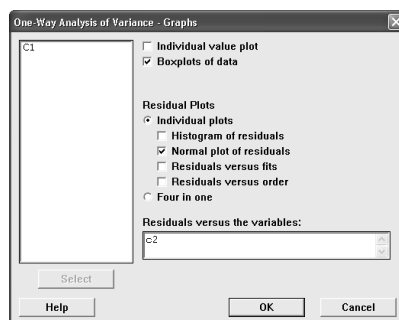 One-Way Analysis of Variance - Graphs
C1
Individual value plot
Boxplots of data
Residual Plots
Individual plots
Histogram of residuals
Normal plot of residuals
Residuals versus fits
Residuals versus order
Four in one
Residuals versus the variables:
c2
Select
Help
OK
Cancel